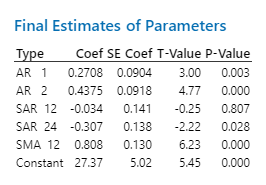 Final Estimates of Parameters
Type Coef SE Coef T-Value P-Value
AR 1 0.2708 0.0904 3.00 0.003
AR 2 0.4375 0.0918 4.77 0.000
SAR 12 -0.034 0.141 -0.25 0.807
SAR 24 -0.307 0.138 -2.22 0.028
SMA 12 0.808 0.130 6.23 0.000
Constant 27.37 5.02 5.45 0.000